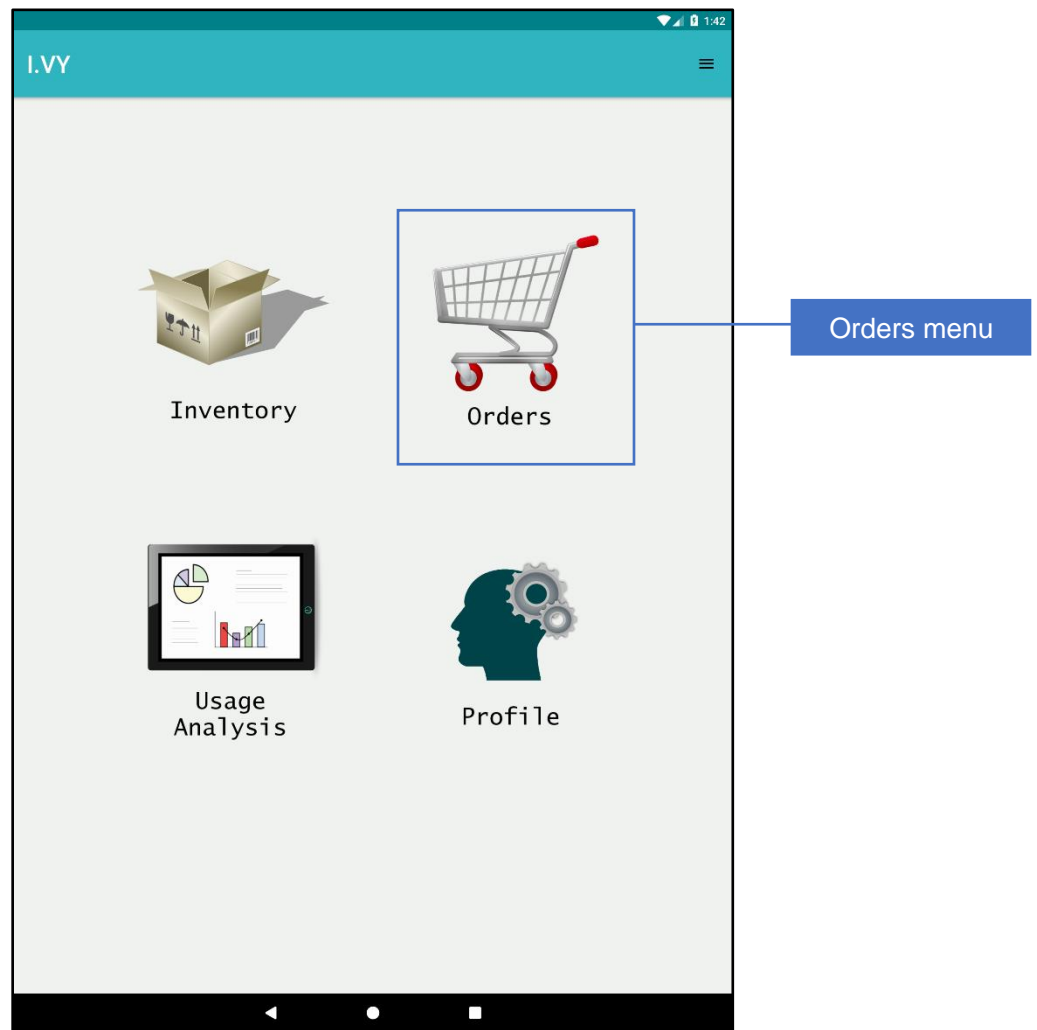 1:42
I.VY
Inventory
Orders
Orders menu
Usage
Analysis
Profile